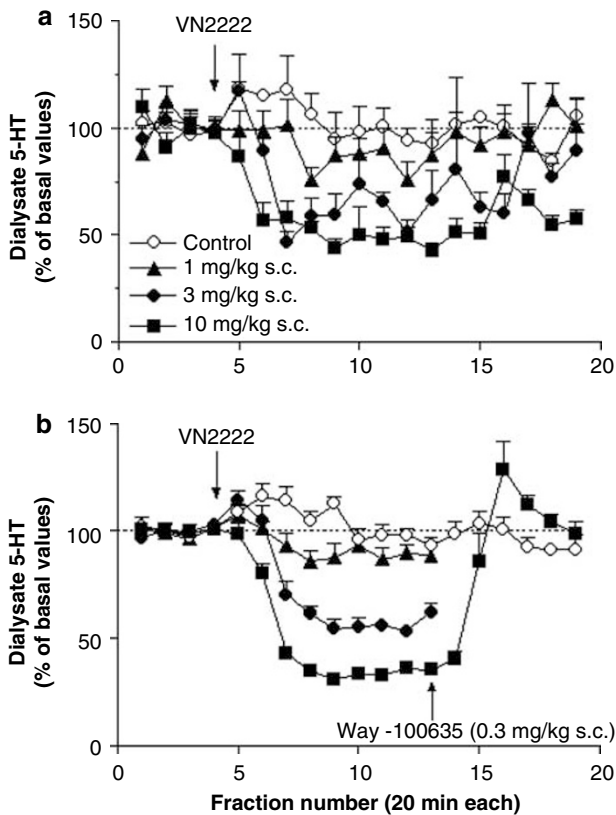 a
VN2222
Dialysate 5-HT
(% of basal values)
150
100
50
0
Control
1 mg/kg s.c.
3 mg/kg s.c.
10 mg/kg s.c.
0 5 10 15 20
b
VN2222
Dialysate 5-HT
(% of basal values)
150
100
50
0
Way -100635 (0.3 mg/kg s.c.)
0 5 10 15 20
Fraction number (20 min each)